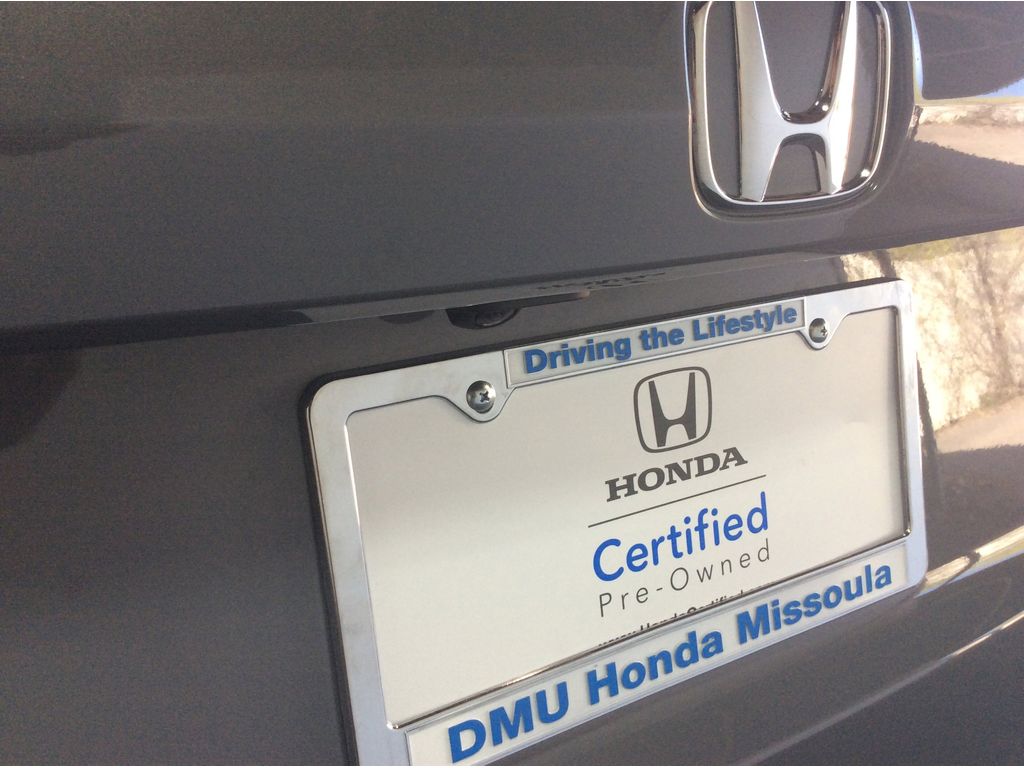 Driving the Lifestyle
HONDA
Certified
Pre-Owned
DMU Honda Missoula